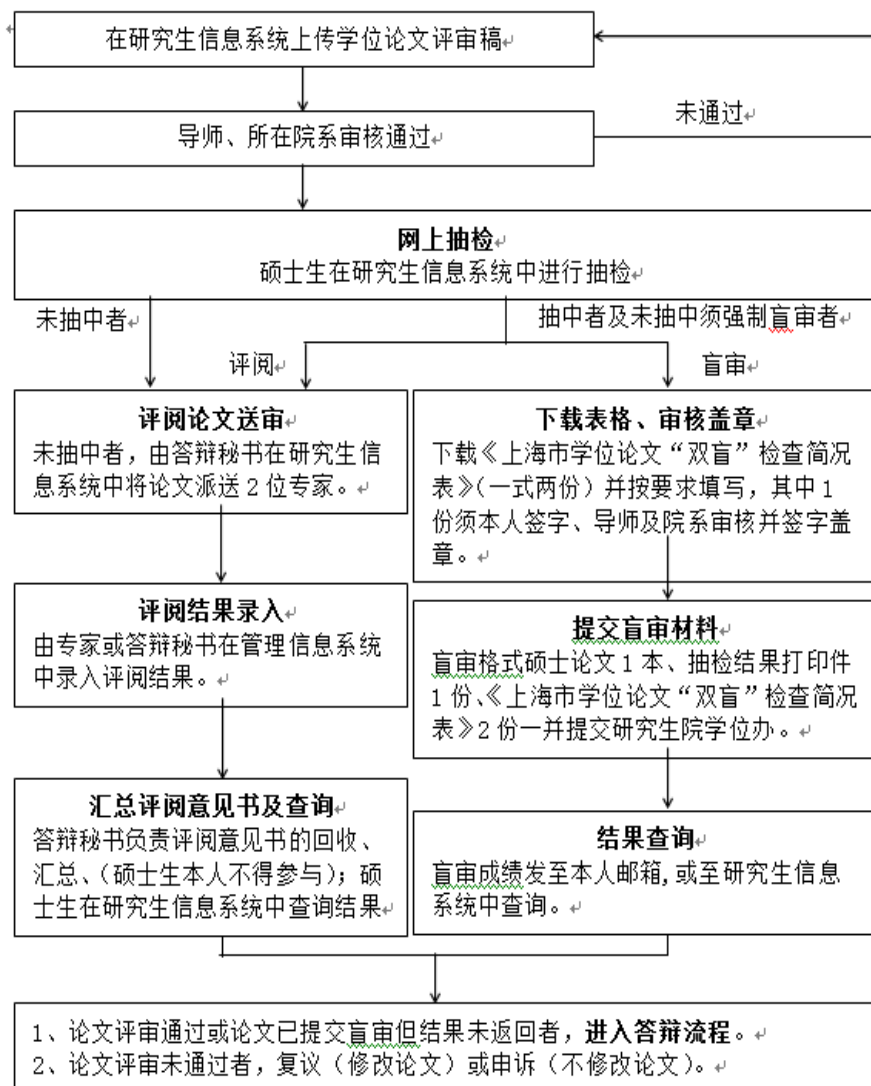 在研究生信息系统上传学位论文评审稿
导师、所在院系审核通过
未通过
网上抽检
硕士生在研究生信息系统中进行抽检
未抽中者
抽中者及未抽中须强制盲审者
评阅
盲审
评阅论文送审
未抽中者，由答辩秘书在研究生信
息系统中将论文派送2位专家。
下载表格、审核盖章
下载《上海市学位论文“双盲”检查简况
表》（一式两份）并按要求填写，其中1
份须本人签字、导师及院系审核并签字盖
章。
评阅结果录入
由专家或答辩秘书在管理信息系统
中录入评阅结果。
提交盲审材料
盲审格式硕士论文1本、抽检结果打印件
1份、《上海市学位论文“双盲”检查简况
表》2份一并提交研究生院学位办。
汇总评阅意见书及查询
答辩秘书负责评阅意见书的回收、
汇总、（硕士生本人不得参与）；硕
士生在研究生信息系统中查询结果
结果查询
盲审成绩发至本人邮箱,或至研究生信息
系统中查询。
1、论文评审通过或论文已提交盲审但结果未返回者，进入答辩流程。
2、论文评审未通过者，复议（修改论文）或申诉（不修改论文）。